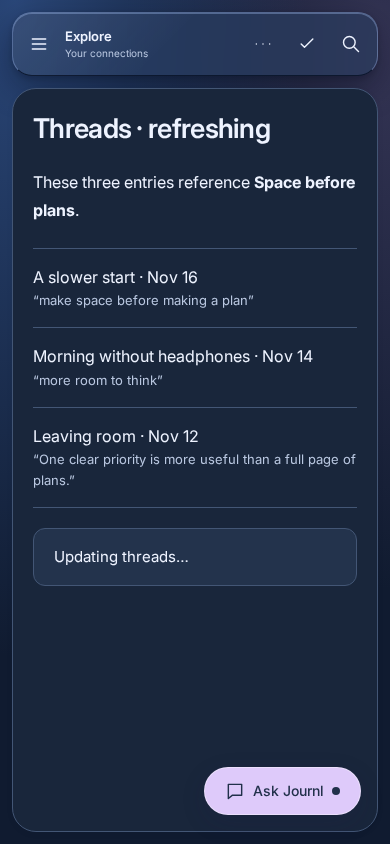 Explore
Your connections
...
Threads · refreshing
These three entries reference Space before
plans.
A slower start · Nov 16
“make space before making a plan”
Morning without headphones · Nov 14
“more room to think”
Leaving room · Nov 12
“One clear priority is more useful than a full page of
plans.”
Updating threads...
Ask Journl